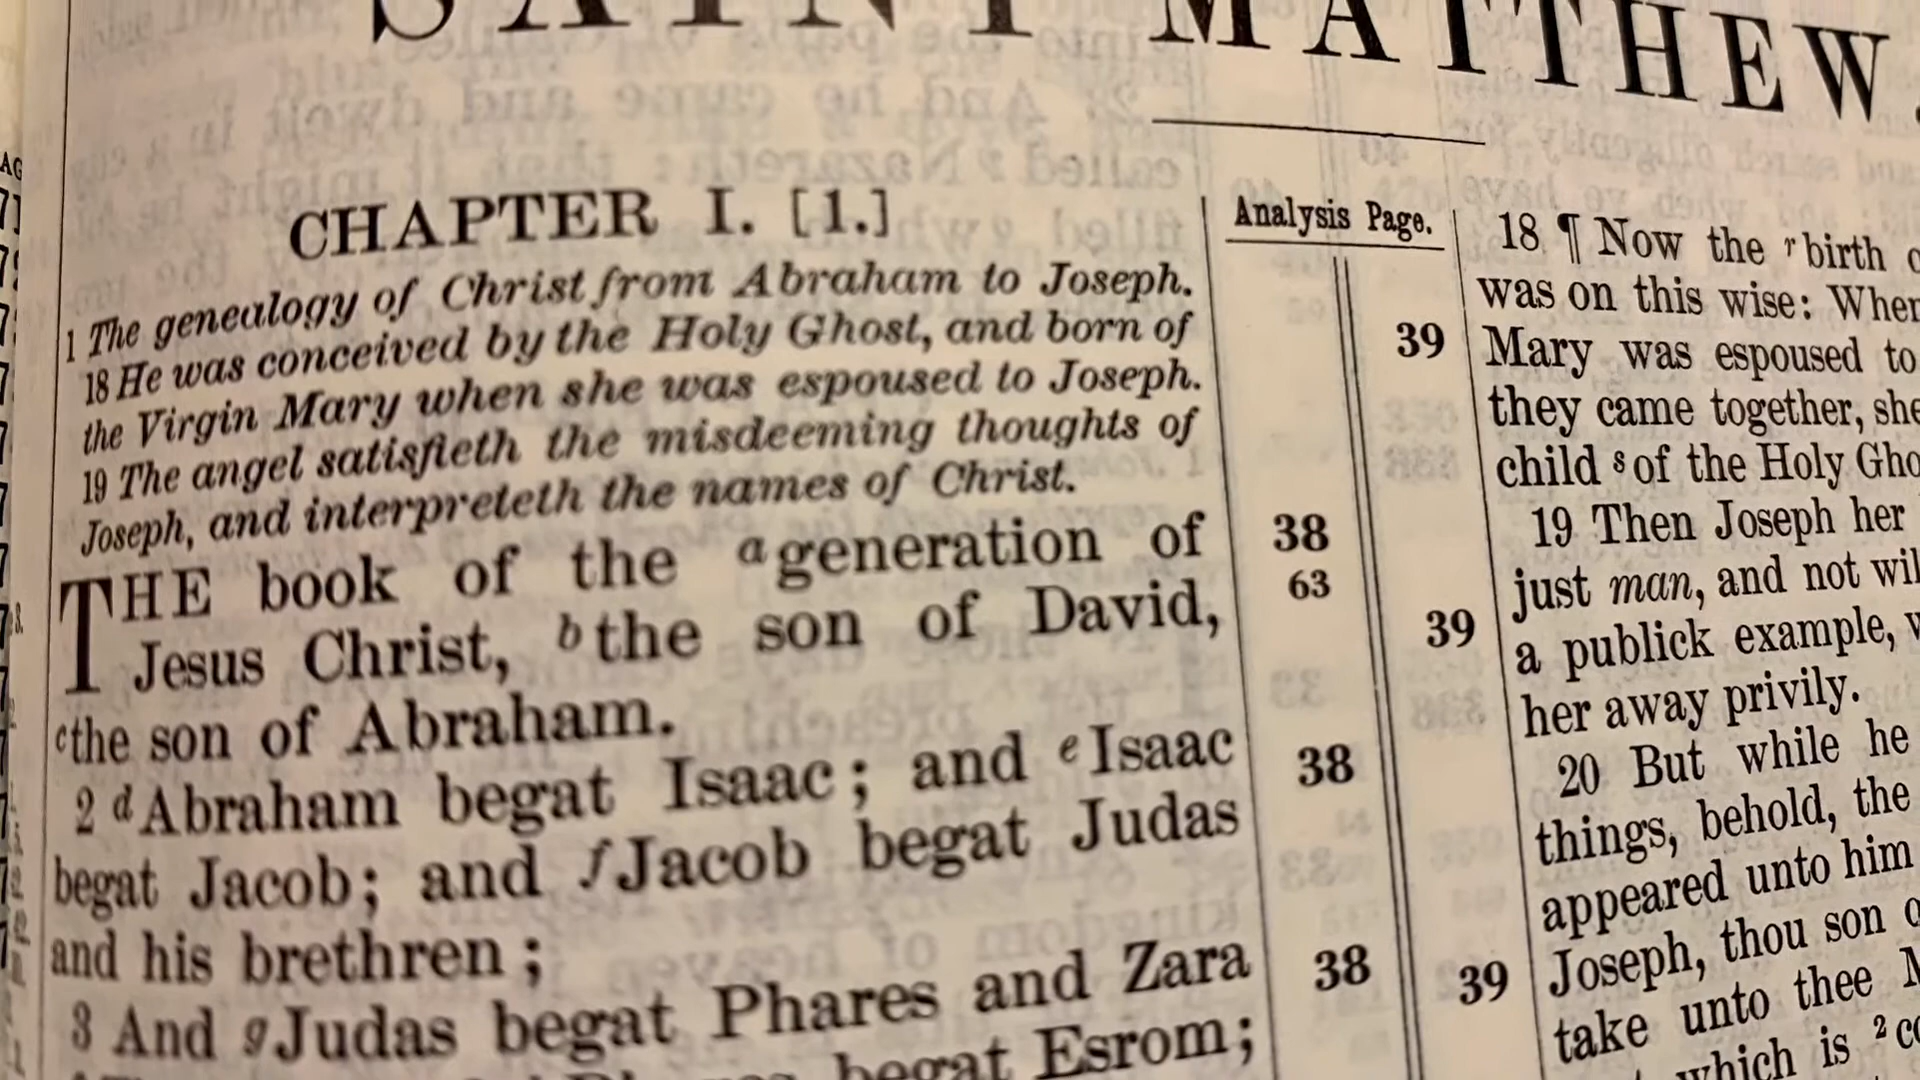 SAINT MATTHEW.
CHAPTER I. [1.]
1 The genealogy of Christ from Abraham to Joseph.
18 He was conceived by the Holy Ghost, and born of
the Virgin Mary when she was espoused to Joseph.
19 The angel satisfieth the misdeeming thoughts of
Joseph, and interpreteth the names of Christ.
THE book of the a generation of
Jesus Christ, b the son of David,
c the son of Abraham.
2 d Abraham begat Isaac; and e Isaac
begat Jacob; and f Jacob begat Judas
and his brethren;
3 And g Judas begat Phares and Zara
begat Esrom;
Analysis Page.
38
63
38
38
39
39
39
18 ¶ Now the r birth
was on this wise:
Mary was espoused to
they came together,
child s of the Holy
19 Then Joseph her
just man, and not
a publick example,
her away privily.
20 But while he
things, behold, the
appeared unto him
Joseph, thou son
take unto thee
which is 2